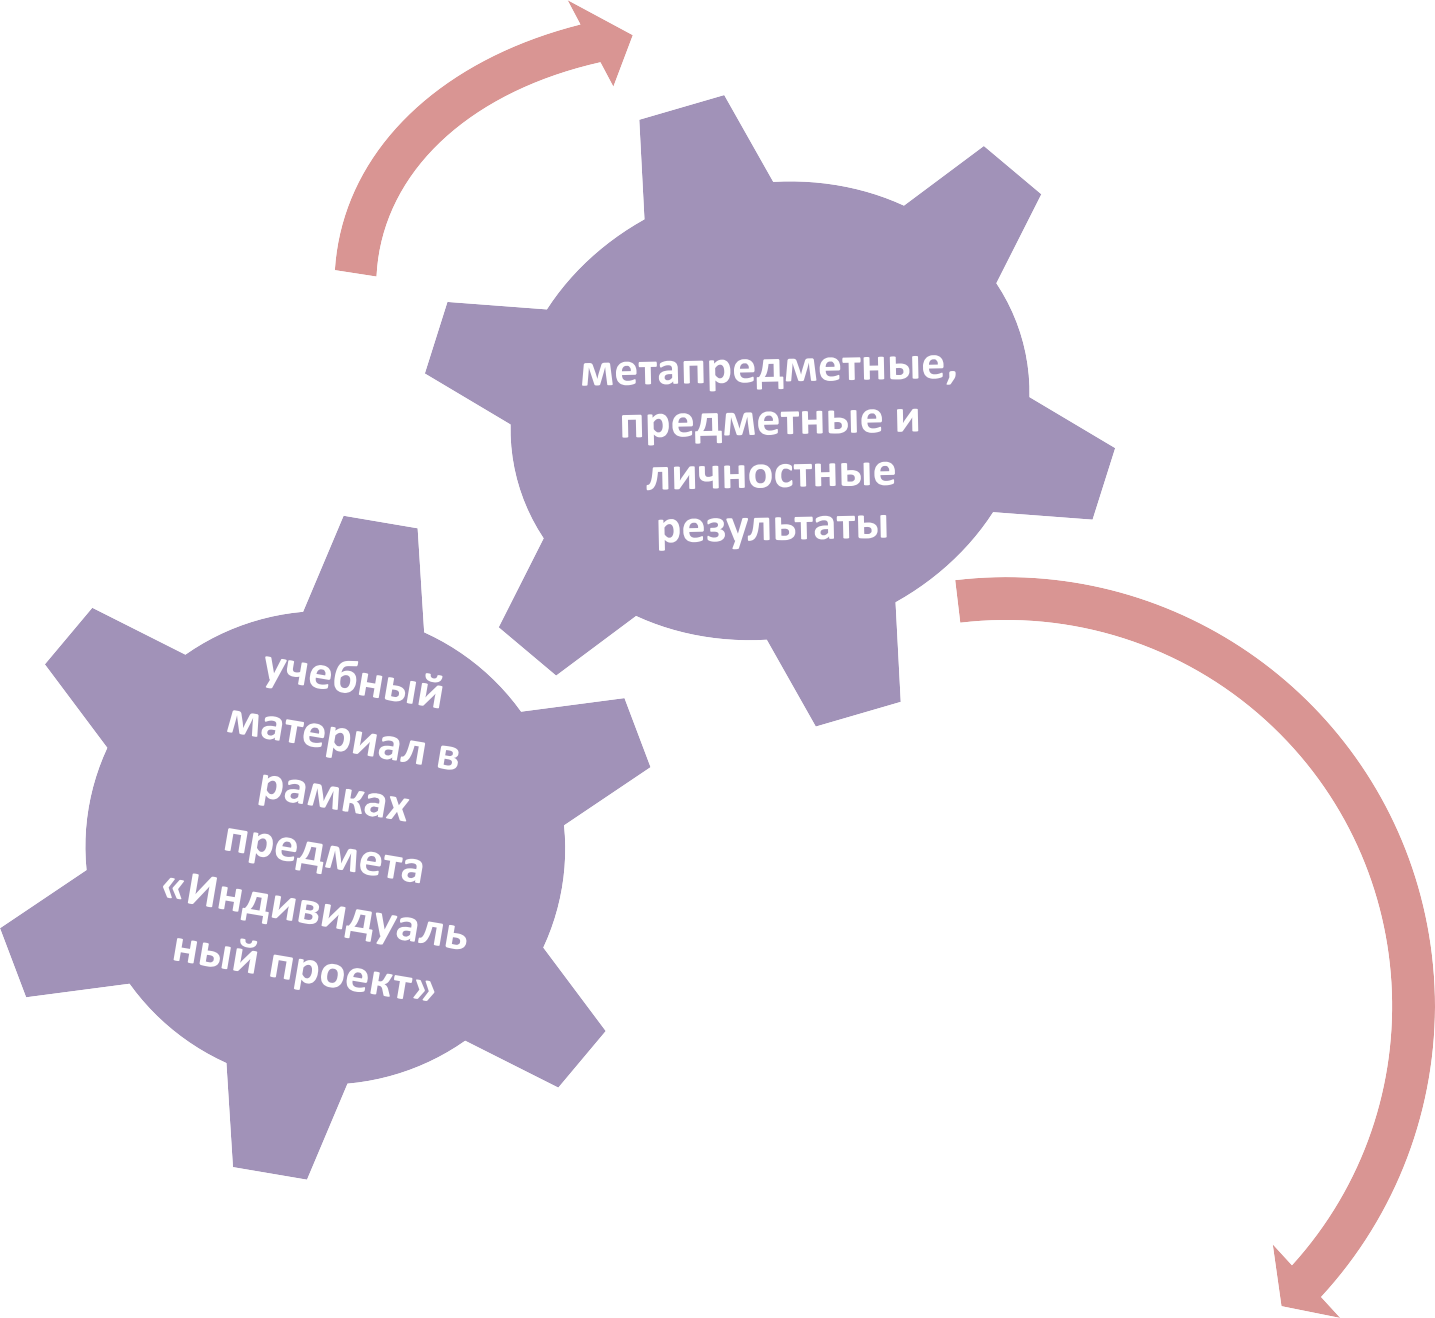 метапредметные,
предметные и
личностные
результаты
учебный
материал в
рамках
предмета
«Индивидуаль
ный проект»